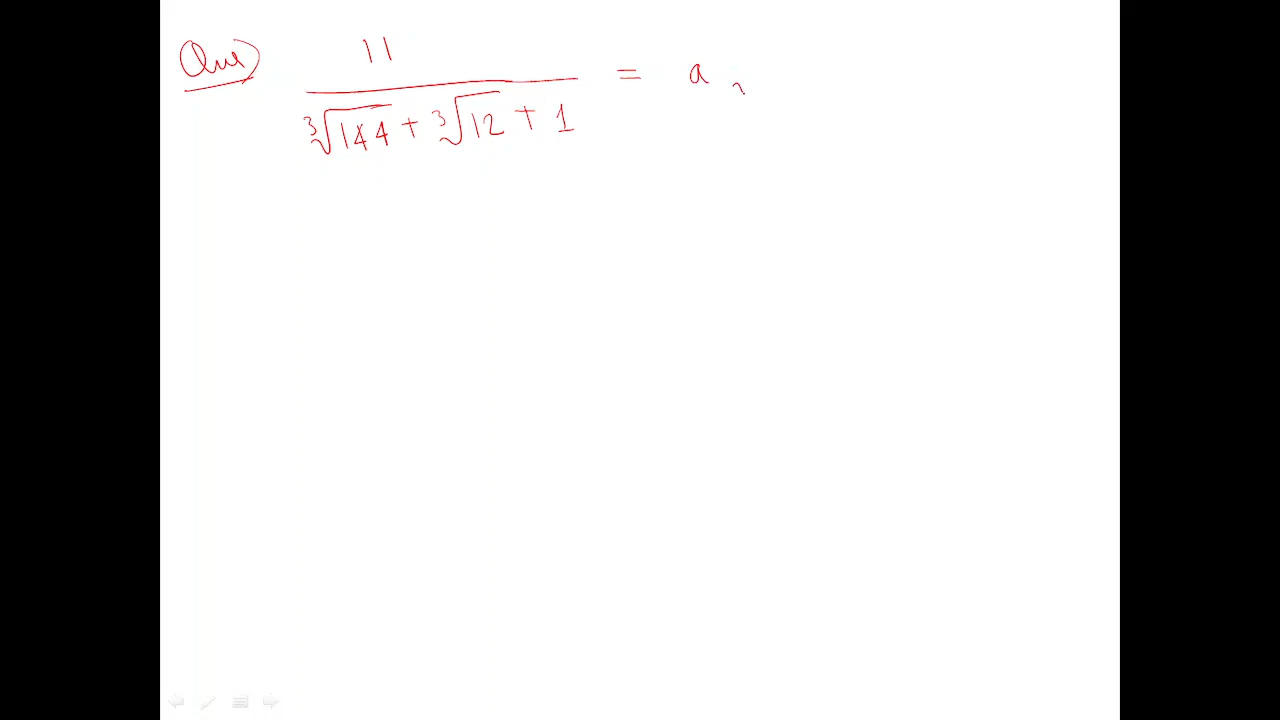 Que)
11
――――――――― = a ,
∛144 + ∛12 + 1